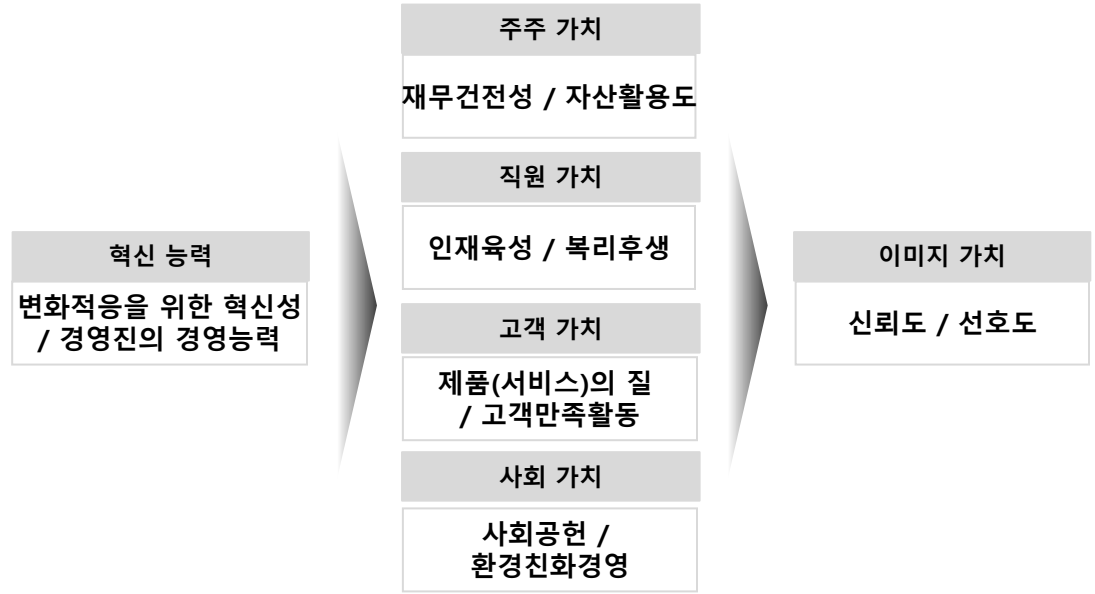 혁신 능력
변화적응을 위한 혁신성
/ 경영진의 경영능력
주주 가치
재무건전성 / 자산활용도
직원 가치
인재육성 / 복리후생
고객 가치
제품(서비스)의 질
/ 고객만족활동
사회 가치
사회공헌 /
환경친화경영
이미지 가치
신뢰도 / 선호도